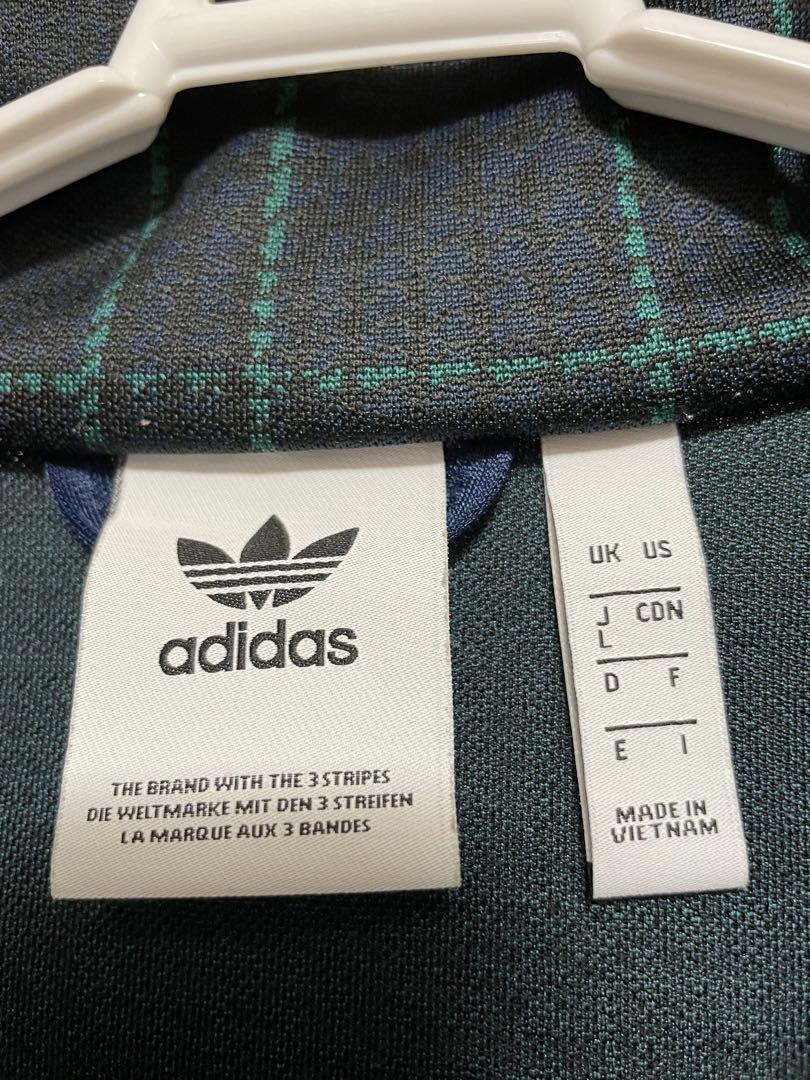 adidas
THE BRAND WITH THE 3 STRIPES
DIE WELTMARKE MIT DEN 3 STREIFEN
LA MARQUE AUX 3 BANDES
UK US
J CDN
L
D F
E I
MADE IN
VIETNAM